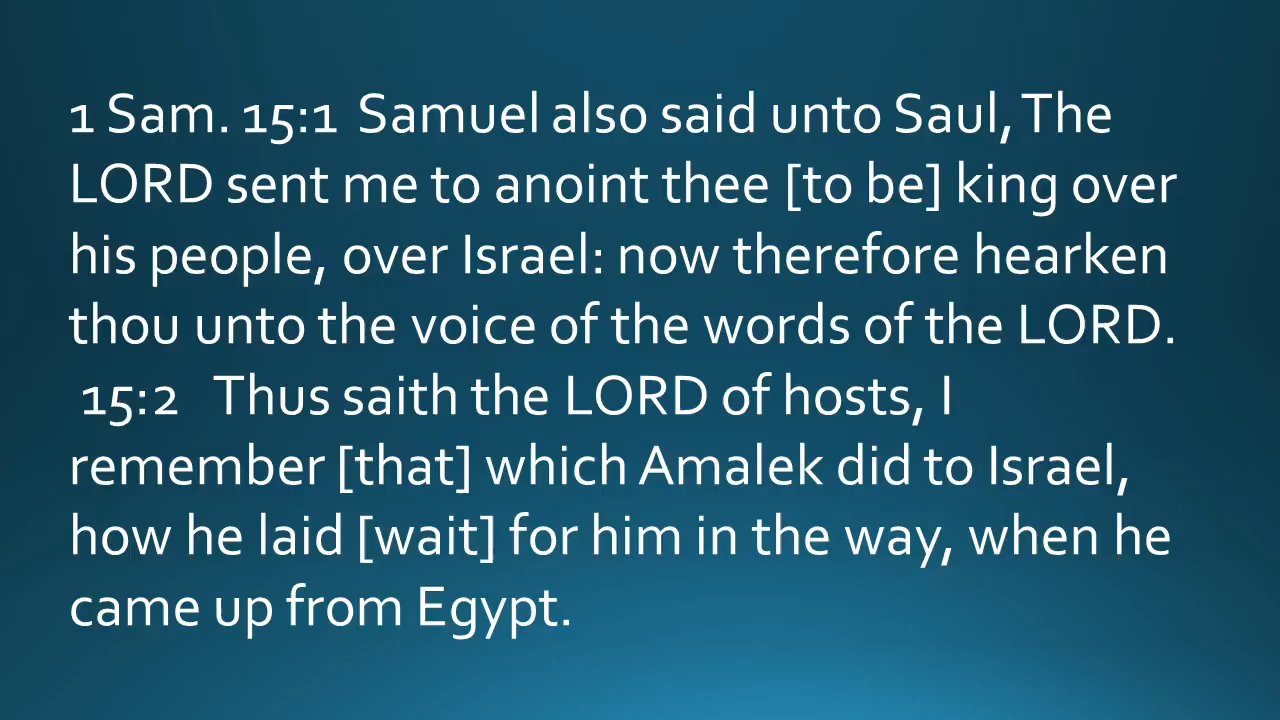 1 Sam. 15:1  Samuel also said unto Saul, The
LORD sent me to anoint thee [to be] king over
his people, over Israel: now therefore hearken
thou unto the voice of the words of the LORD.
15:2   Thus saith the LORD of hosts, I
remember [that] which Amalek did to Israel,
how he laid [wait] for him in the way, when he
came up from Egypt.